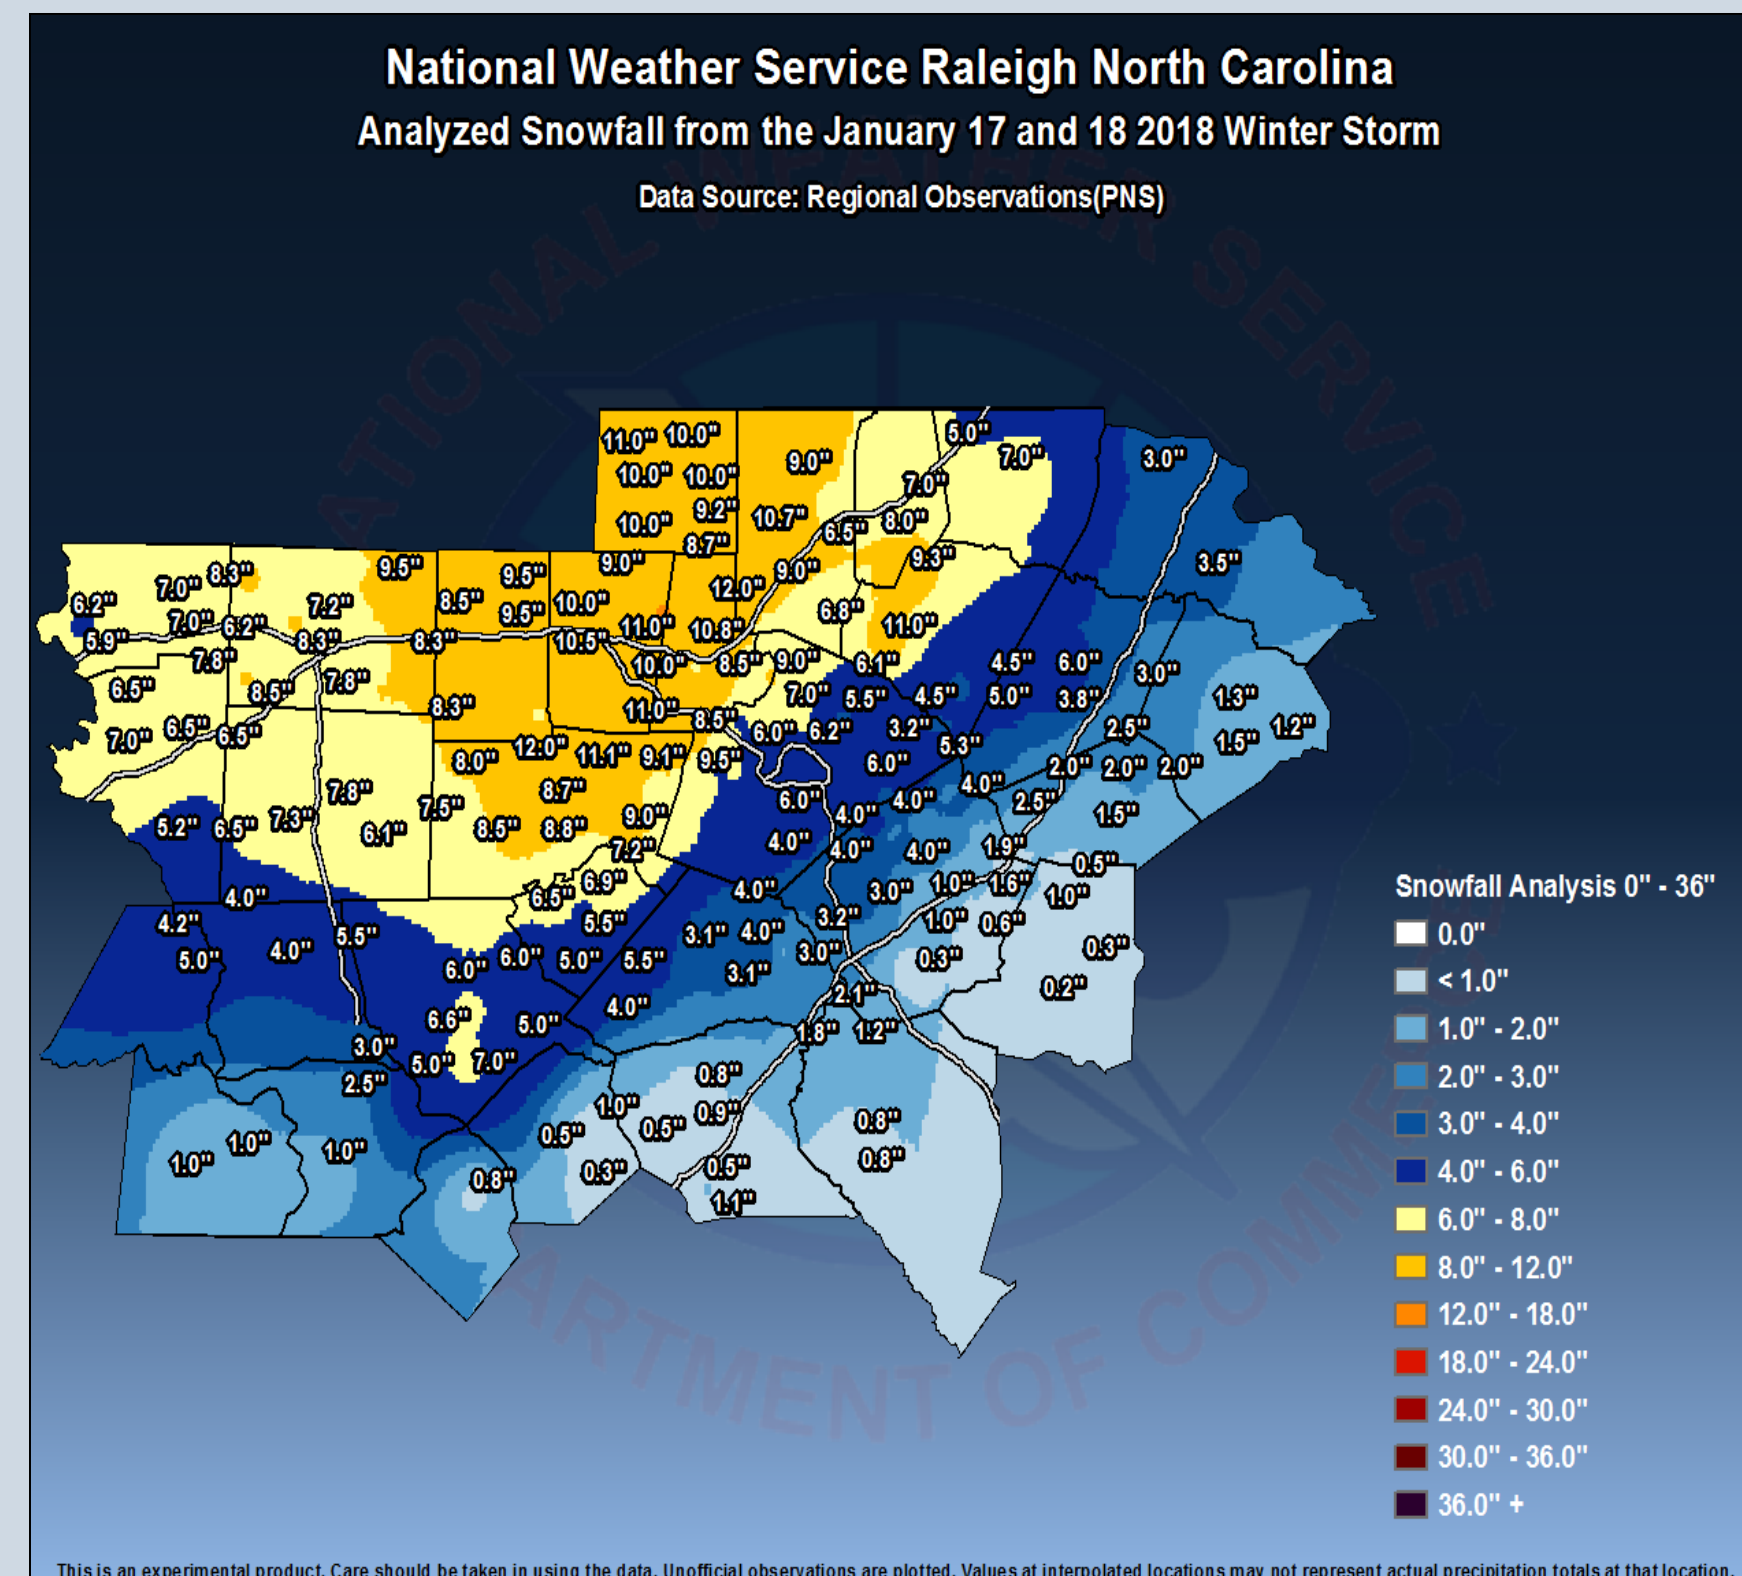 National Weather Service Raleigh North Carolina
Analyzed Snowfall from the January 17 and 18 2018 Winter Storm
Data Source: Regional Observations(PNS)
NATIONAL WEATHER SERVICE
5.0"
11.0" 10.0"
9.0" 7.0" 3.0"
10.0" 10.0"
7.0"
9.2"
10.0" 10.7" 8.0"
6.5"
8.7"
9.3"
9.0" 3.5"
9.5" 9.0"
8.3" 9.5"
7.0" 12.0"
6.2" 7.2" 8.5" 10.0"
9.5" 6.8"
7.0" 6.2" 11.0" 10.8" 11.0"
5.9" 8.3" 8.3" 10.5"
7.8" 10.0" 8.5" 9.0" 6.1" 4.5" 6.0"
3.0"
6.5" 8.5" 7.8"
7.0" 5.5" 4.5" 5.0" 3.8" 1.3"
8.3" 11.0"
8.5"
6.5" 6.0" 6.2" 3.2" 2.5" 1.2"
7.0" 6.5" 5.3" 1.5"
12.0" 11.1" 9.1" 9.5"
8.0" 6.0" 2.0" 2.0" 2.0"
4.0"
7.8" 8.7"
6.0" 4.0" 2.5"
7.5" 4.0" 1.5"
5.2" 6.5" 7.3" 6.1" 8.5" 8.8" 9.0"
4.0" 4.0" 4.0" 1.9"
7.2"
0.5"
6.9" 4.0" 3.0" 1.0" 1.6" 1.0"
4.0" 6.5"
4.2" 5.5" 3.2" 1.0" 0.6"
5.5" 3.1" 4.0"
4.0" 3.0" 0.3"
5.0" 6.0" 6.0" 5.0" 5.5" 3.1" 0.3"
2.1" 0.2"
4.0"
6.6" 5.0" 1.8" 1.2"
3.0"
5.0" 7.0"
2.5" 0.8"
1.0" 0.9"
0.5" 0.5" 0.8"
1.0" 1.0" 1.0"
0.8" 0.3" 0.5" 0.8"
1.1"
Snowfall Analysis 0" - 36"
0.0"
< 1.0"
1.0" - 2.0"
2.0" - 3.0"
3.0" - 4.0"
4.0" - 6.0"
6.0" - 8.0"
8.0" - 12.0"
12.0" - 18.0"
18.0" - 24.0"
24.0" - 30.0"
30.0" - 36.0"
36.0" +
ARTMENT OF COMME
This is an experimental product. Care should be taken in using the data. Unofficial observations are plotted. Values at interpolated locations may not represent actual precipitation totals at that location.